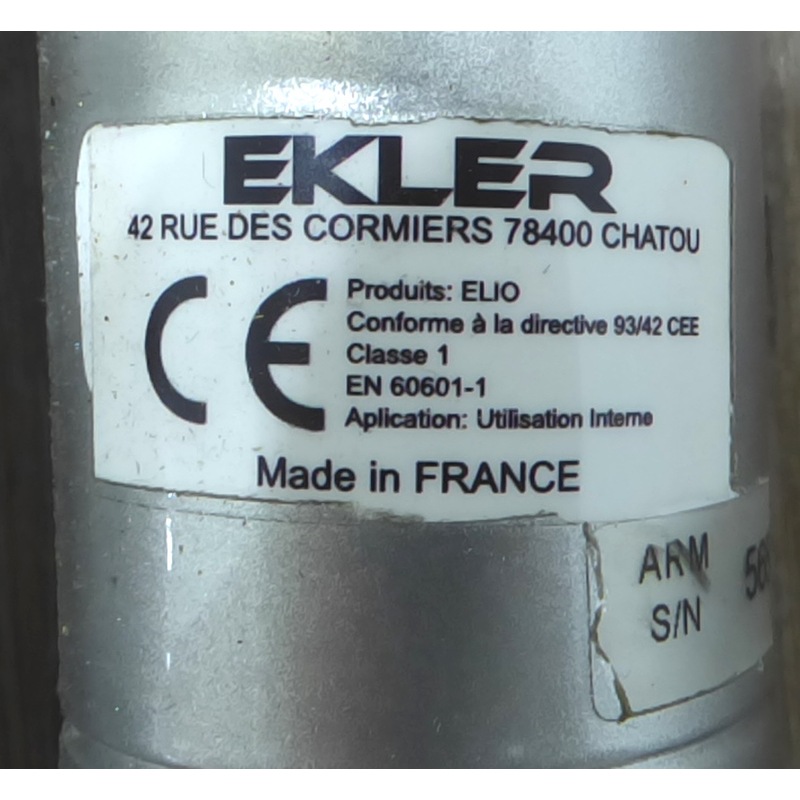 EKLER
42 RUE DES CORMIERS 78400 CHATOU
CE
Produits: ELIO
Conforme à la directive 93/42 CEE
Classe 1
EN 60601-1
Aplication: Utilisation Interne
Made in FRANCE
ARM
S/N